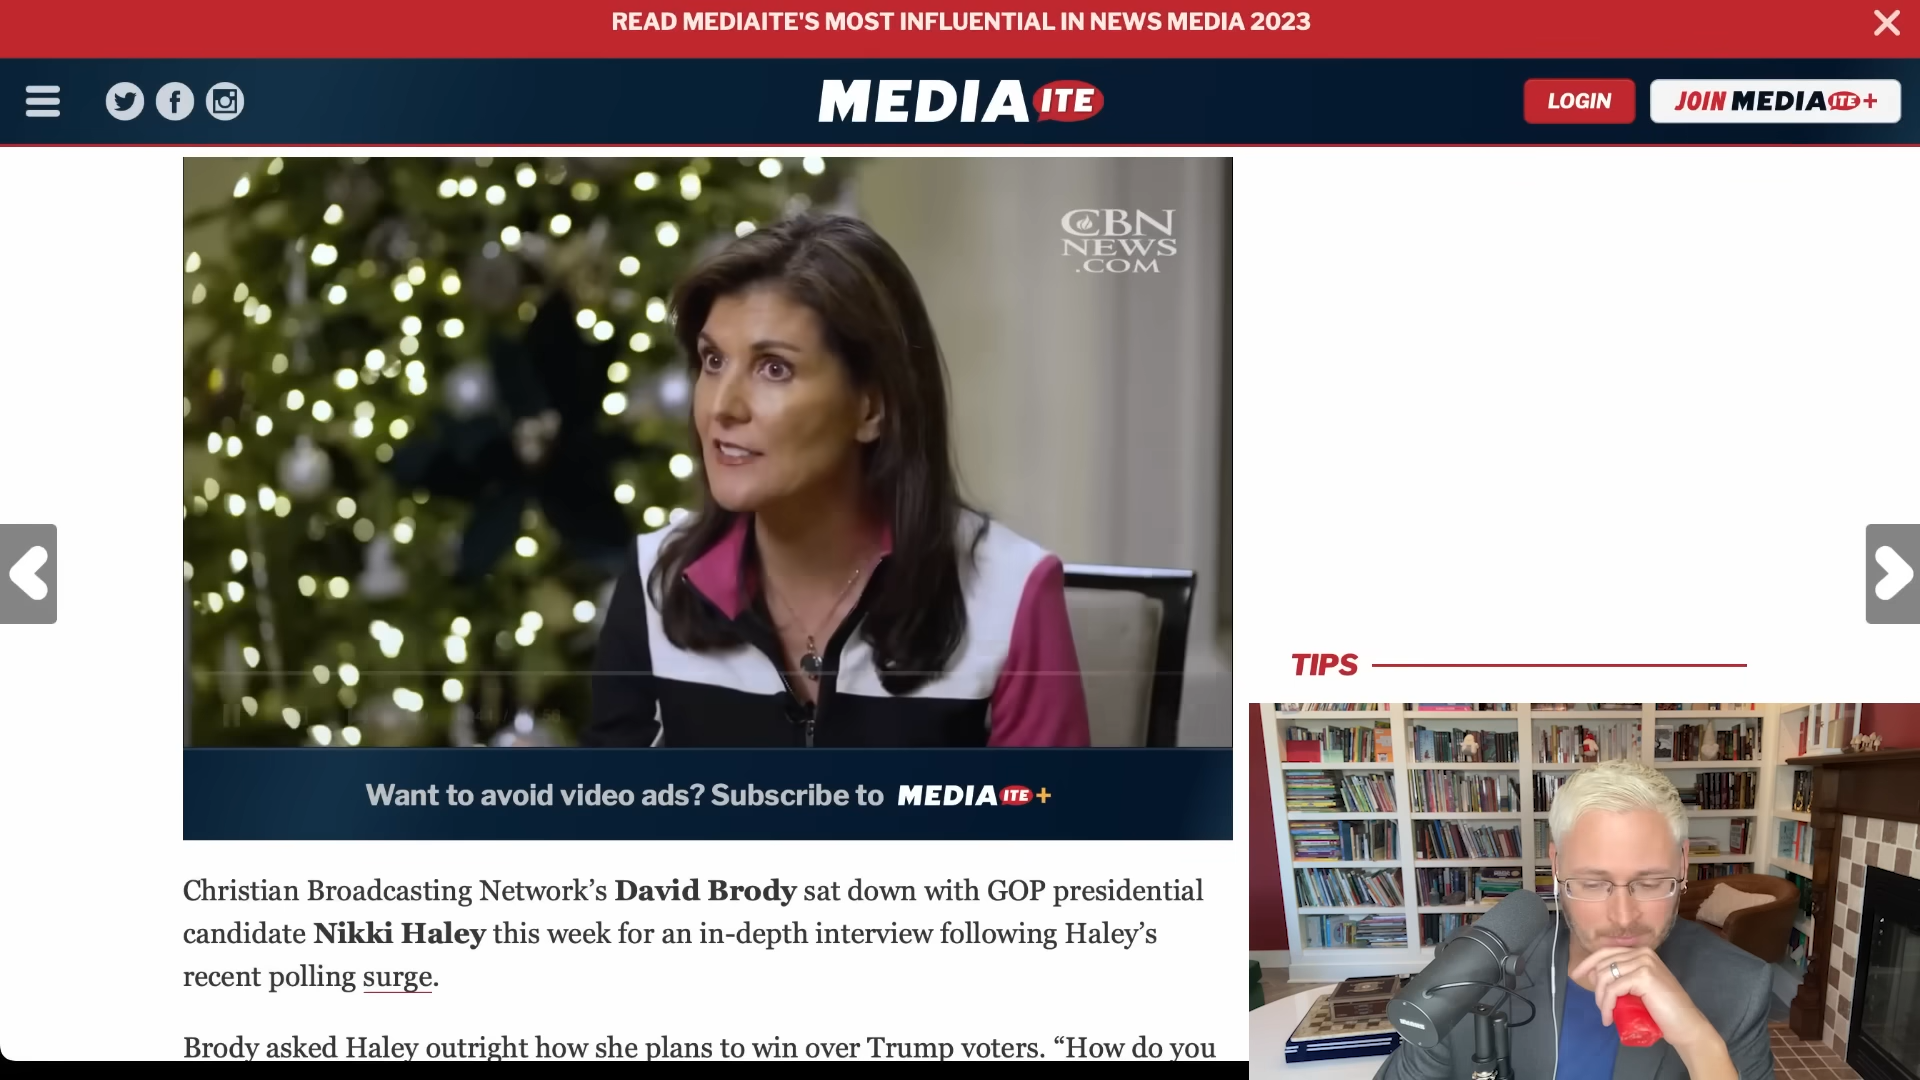 READ MEDIAITE'S MOST INFLUENTIAL IN NEWS MEDIA 2023
MEDIAITE
LOGIN
JOIN MEDIAITE+
CBN
NEWS
.COM
TIPS
Want to avoid video ads? Subscribe to MEDIAITE+
Christian Broadcasting Network’s David Brody sat down with GOP presidential
candidate Nikki Haley this week for an in-depth interview following Haley’s
recent polling surge.
Brody asked Haley outright how she plans to win over Trump voters. “How do you